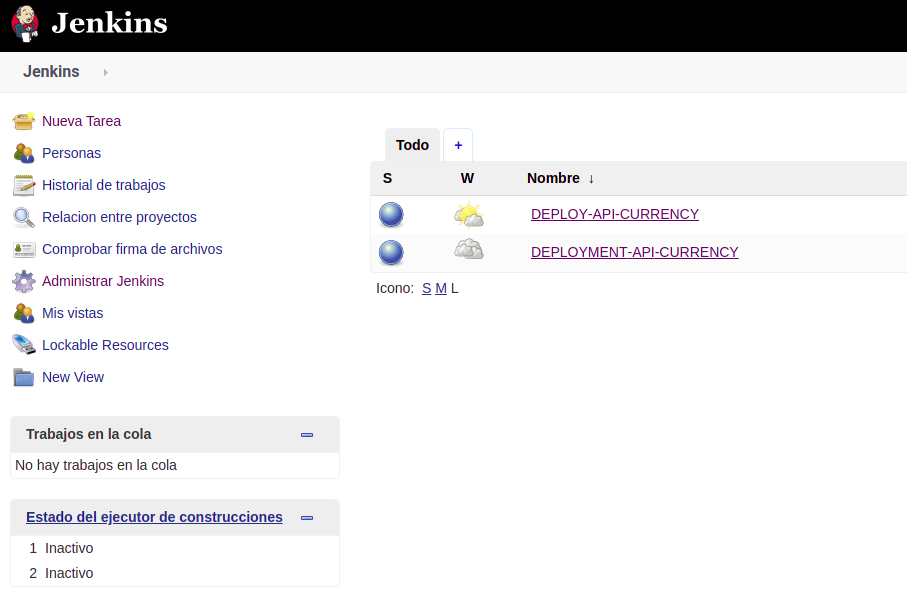 Jenkins
Jenkins
Nueva Tarea
Personas
Historial de trabajos
Relacion entre proyectos
Comprobar firma de archivos
Administrar Jenkins
Mis vistas
Lockable Resources
New View
Trabajos en la cola
No hay trabajos en la cola
Estado del ejecutor de construcciones
1 Inactivo
2 Inactivo
Todo +
S W Nombre ↓
DEPLOY-API-CURRENCY
DEPLOYMENT-API-CURRENCY
Icono: S M L